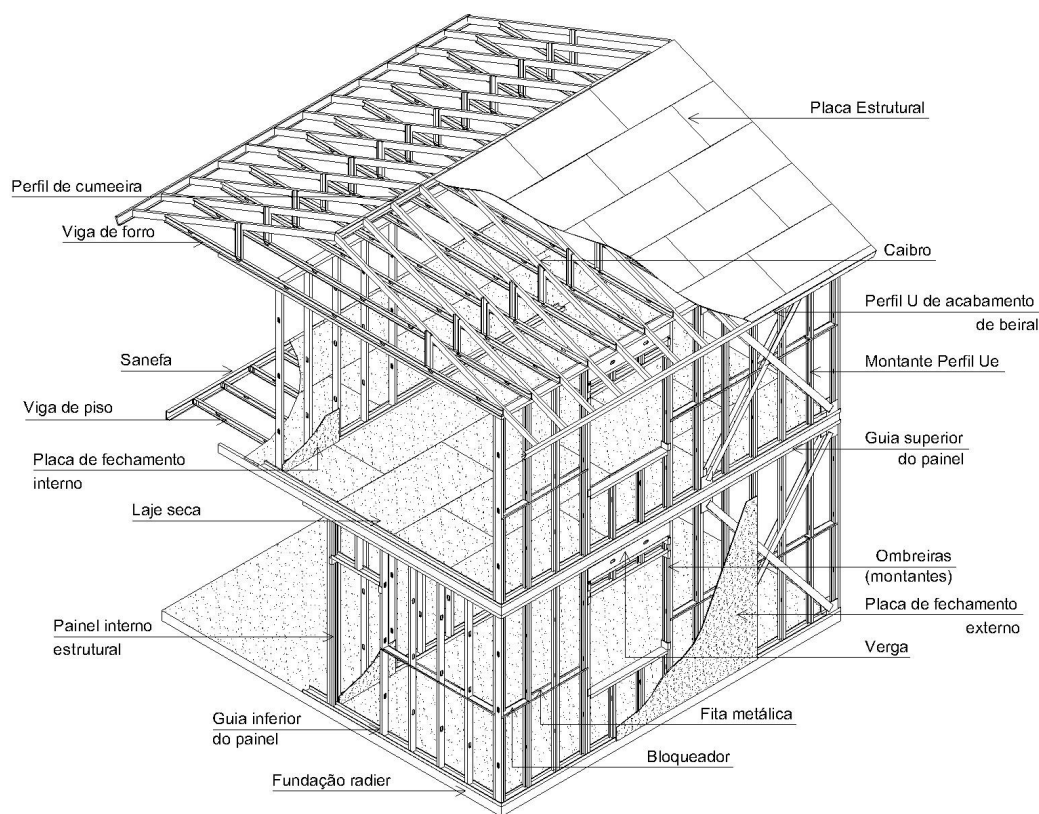 Placa Estrutural
Perfil de cumeeira
Viga de forro
Caibro
Perfil U de acabamento
de beiral
Sanefa
Montante Perfil Ue
Viga de piso
Guia superior
do painel
Placa de fechamento
interno
Laje seca
Ombreiras
(montantes)
Placa de fechamento
externo
Painel interno
estrutural
Verga
Guia inferior
do painel
Fita metálica
Bloqueador
Fundação radier